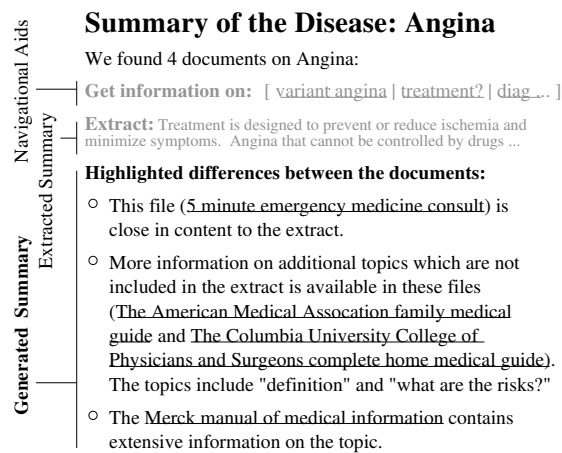 Summary of the Disease: Angina
We found 4 documents on Angina:
Navigational Aids
Get information on: [ variant angina | treatment? | diag ... ]
Extracted Summary
Extract: Treatment is designed to prevent or reduce ischemia and
minimize symptoms. Angina that cannot be controlled by drugs ...
Generated Summary
Highlighted differences between the documents:
○ This file (5 minute emergency medicine consult) is
close in content to the extract.
○ More information on additional topics which are not
included in the extract is available in these files
(The American Medical Assocation family medical
guide and The Columbia University College of
Physicians and Surgeons complete home medical guide).
The topics include "definition" and "what are the risks?"
○ The Merck manual of medical information contains
extensive information on the topic.